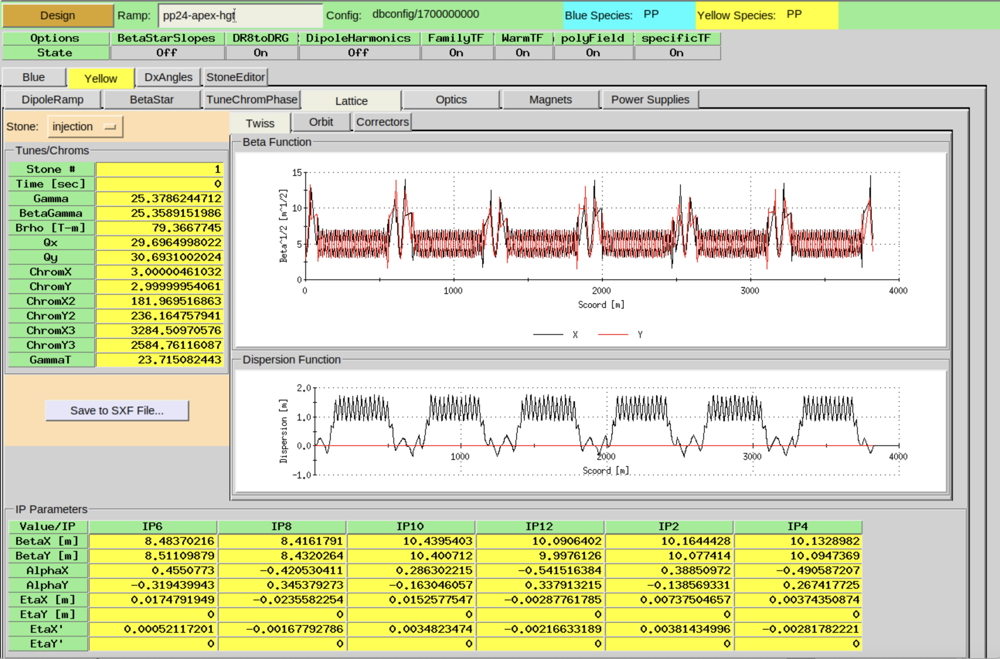 Design Ramp: pp24-apex-hgt Config: dbconfig/1700000000 Blue Species: PP Yellow Species: PP
Options BetaStarSlopes DR8toDRG DipoleHarmonics FamilyTF WarmTF polyField specificTF
State Off On Off On On On On
Blue Yellow DxAngles StoneEditor
DipoleRamp BetaStar TuneChromPhase Lattice Optics Magnets Power Supplies
Stone: injection
Twiss Orbit Correctors
Tunes/Chroms
Stone # 1
Time [sec] 0
Gamma 25.3786244712
BetaGamma 25.3589151986
Brho [T-m] 79.3667745
Qx 29.6964998022
Qy 30.6931002024
ChromX 3.00000461032
ChromY 2.99999954061
ChromX2 181.969516863
ChromY2 236.164757941
ChromX3 3284.50970576
ChromY3 2584.76116087
GammaT 23.715082443
Save to SXF File...
Beta Function
Beta^1/2 [m^1/2]
15
10
5
0
0 1000 2000 3000 4000
Scoord [m]
X Y
Dispersion Function
Dispersion [m]
2.0
1.0
0.0
-1.0
1000 2000 3000 4000
Scoord [m]
IP Parameters
Value/IP IP6 IP8 IP10 IP12 IP2 IP4
BetaX [m] 8.48370216 8.4161791 10.4395403 10.0906402 10.1644428 10.1328982
BetaY [m] 8.51109879 8.4320264 10.400712 9.9976126 10.077414 10.0947369
AlphaX 0.4550773 -0.420530411 0.286302215 -0.541516384 0.38850972 -0.490587207
AlphaY -0.319439943 0.345379273 -0.163046057 0.337913215 -0.138569331 0.267417725
EtaX [m] 0.0174791949 -0.0235582254 0.0152577547 -0.00287761785 0.00737504657 0.00374350874
EtaY [m] 0 0 0 0 0 0
EtaX' 0.00052117201 -0.00167792786 0.0034823474 -0.00216633189 0.00381434996 -0.00281782221
EtaY' 0 0 0 0 0 0